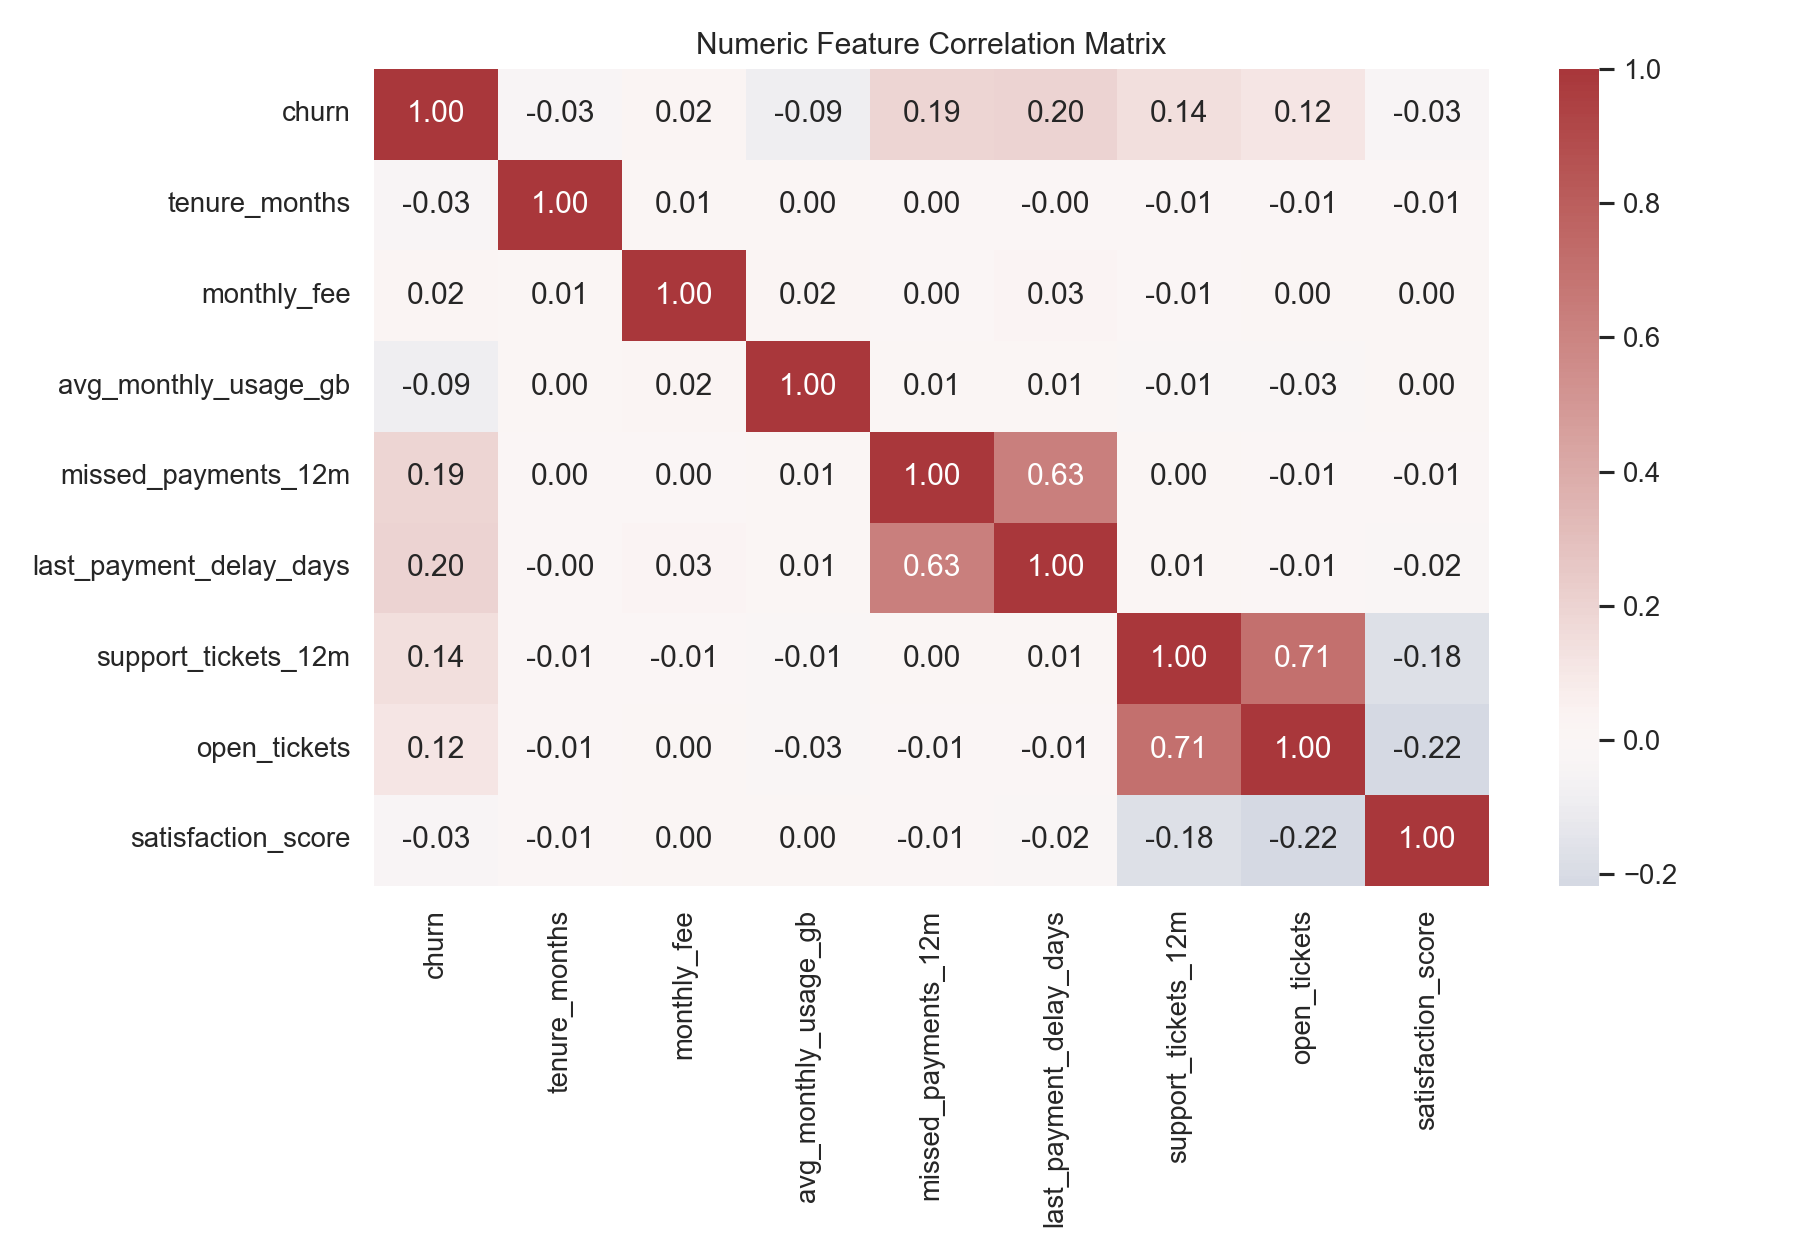 Numeric Feature Correlation Matrix
churn 1.00 -0.03 0.02 -0.09 0.19 0.20 0.14 0.12 -0.03
tenure_months -0.03 1.00 0.01 0.00 0.00 -0.00 -0.01 -0.01 -0.01
monthly_fee 0.02 0.01 1.00 0.02 0.00 0.03 -0.01 0.00 0.00
avg_monthly_usage_gb -0.09 0.00 0.02 1.00 0.01 0.01 -0.01 -0.03 0.00
missed_payments_12m 0.19 0.00 0.00 0.01 1.00 0.63 0.00 -0.01 -0.01
last_payment_delay_days 0.20 -0.00 0.03 0.01 0.63 1.00 0.01 -0.01 -0.02
support_tickets_12m 0.14 -0.01 -0.01 -0.01 0.00 0.01 1.00 0.71 -0.18
open_tickets 0.12 -0.01 0.00 -0.03 -0.01 -0.01 0.71 1.00 -0.22
satisfaction_score -0.03 -0.01 0.00 0.00 -0.01 -0.02 -0.18 -0.22 1.00
churn
tenure_months
monthly_fee
avg_monthly_usage_gb
missed_payments_12m
last_payment_delay_days
support_tickets_12m
open_tickets
satisfaction_score
1.0
0.8
0.6
0.4
0.2
0.0
−0.2